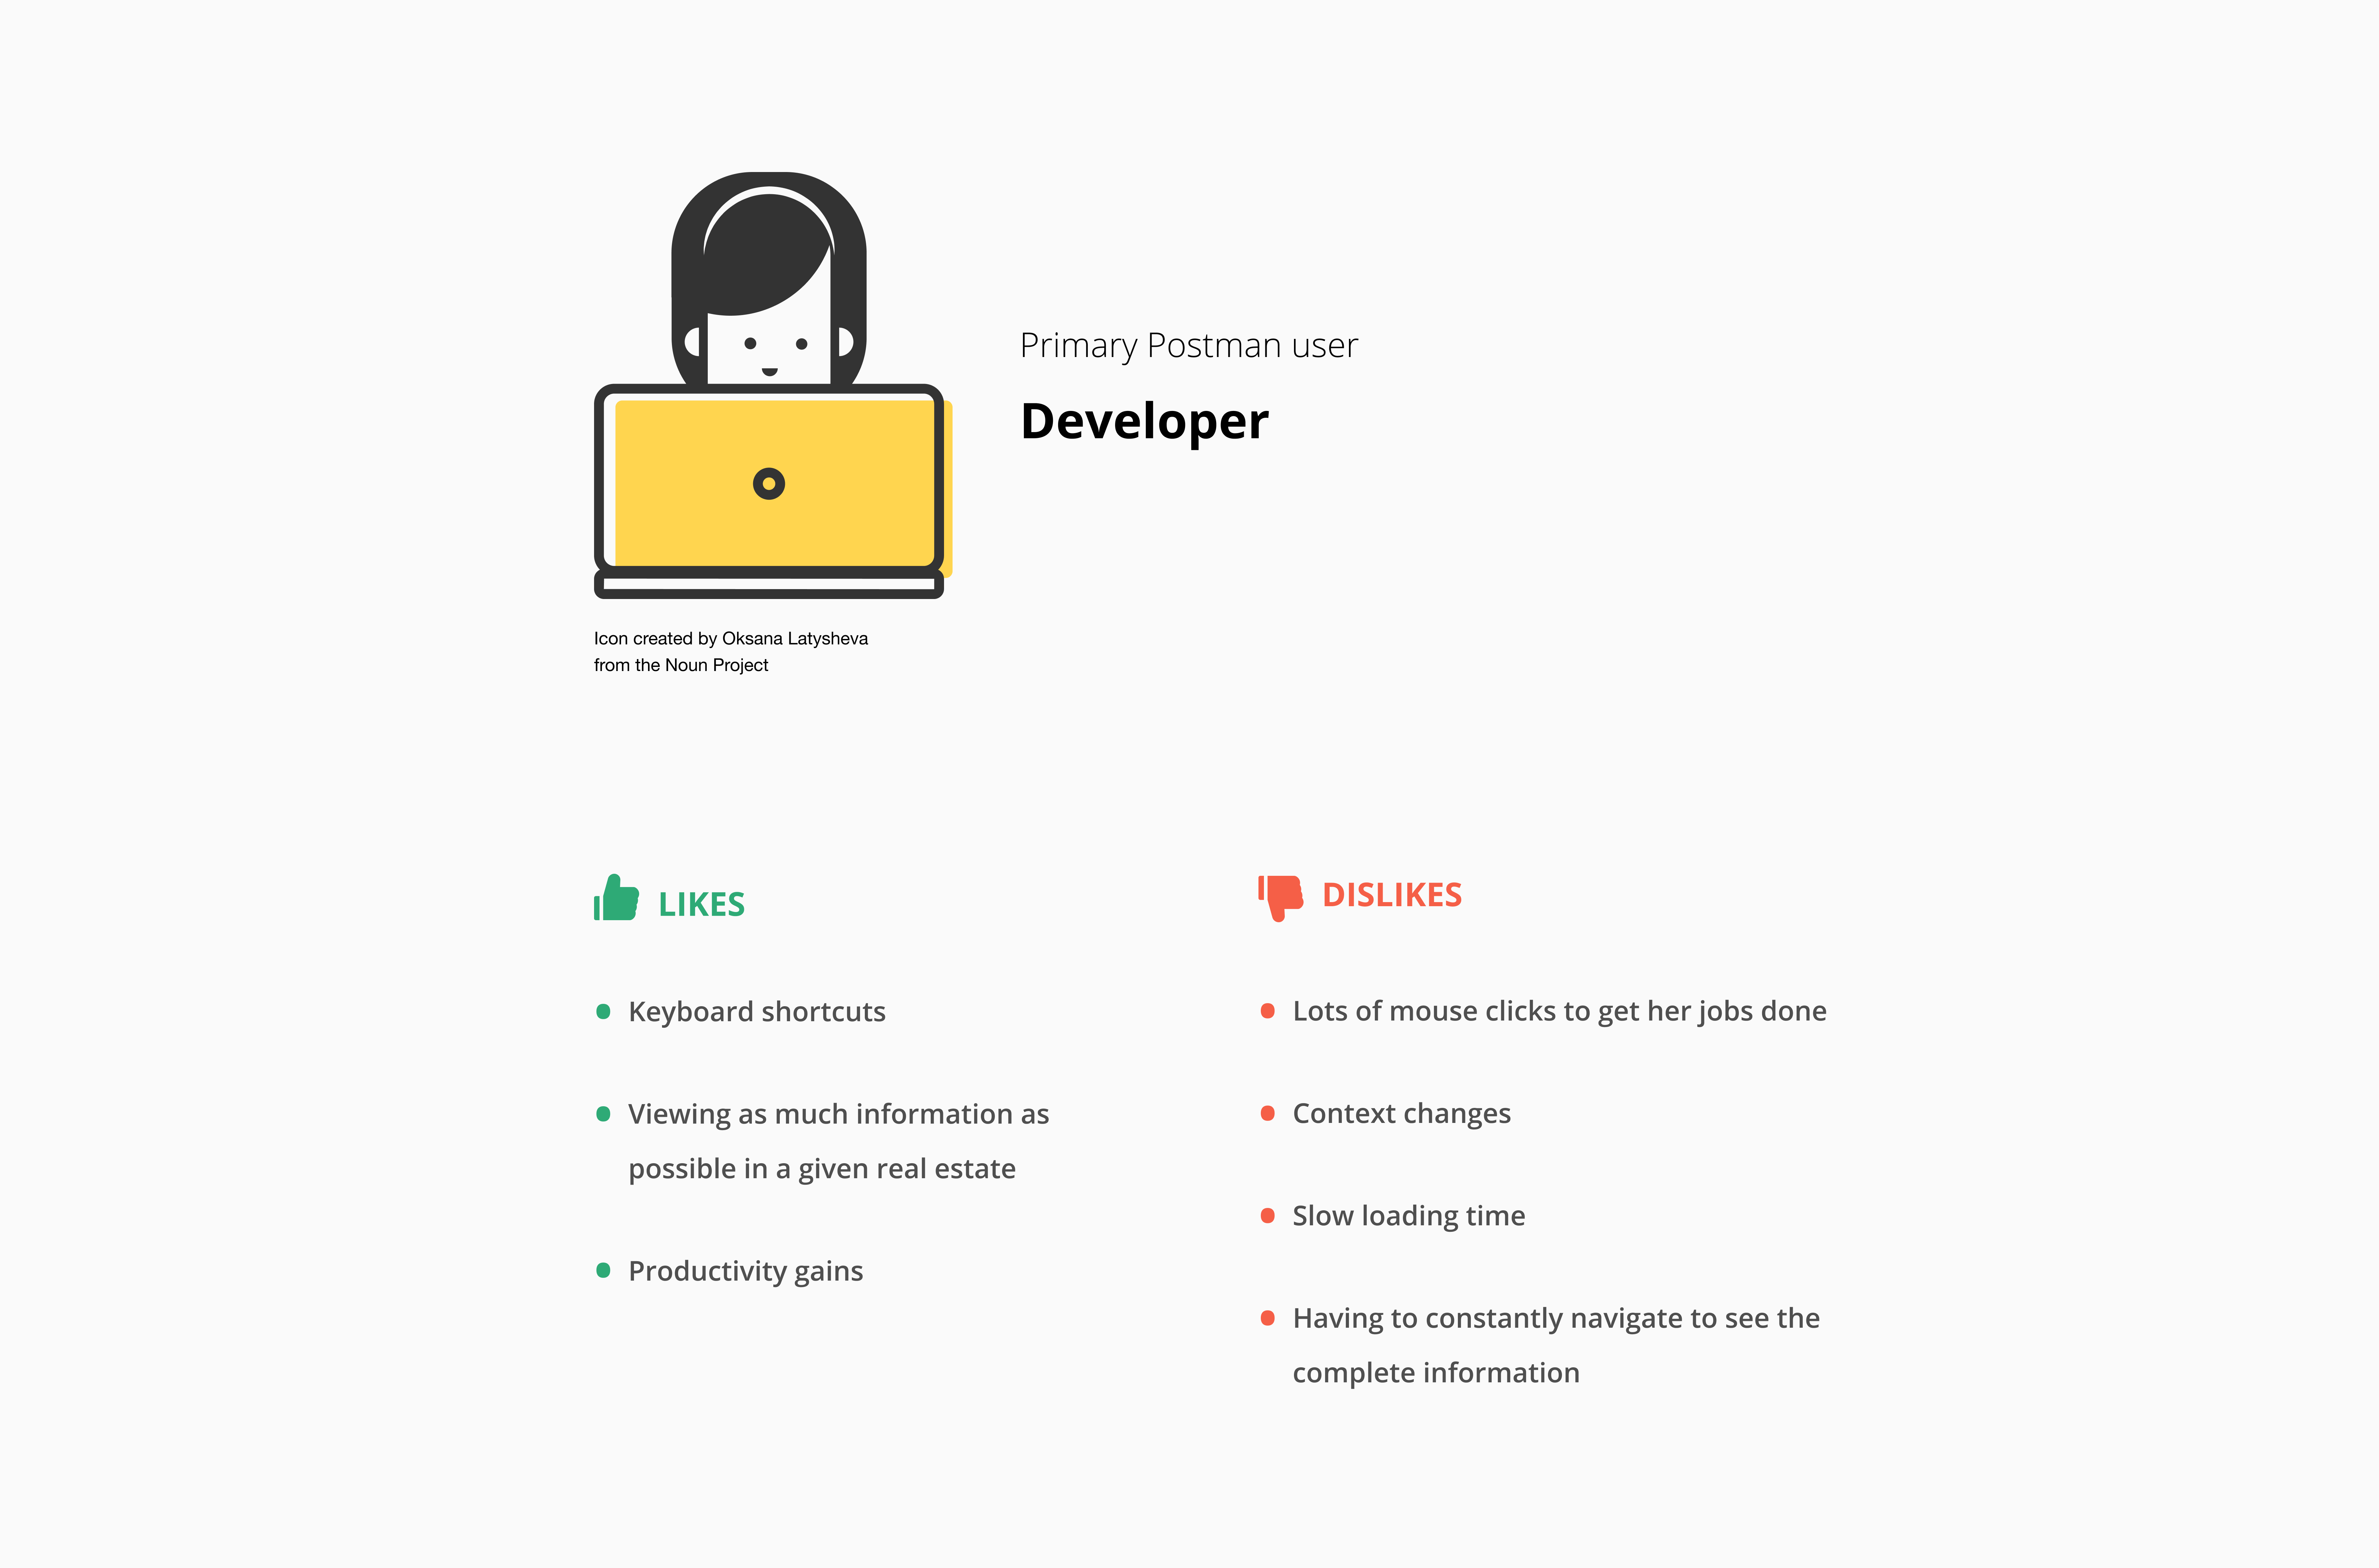 Primary Postman user
Developer
Icon created by Oksana Latysheva
from the Noun Project
LIKES
Keyboard shortcuts
Viewing as much information as
possible in a given real estate
Productivity gains
DISLIKES
Lots of mouse clicks to get her jobs done
Context changes
Slow loading time
Having to constantly navigate to see the
complete information